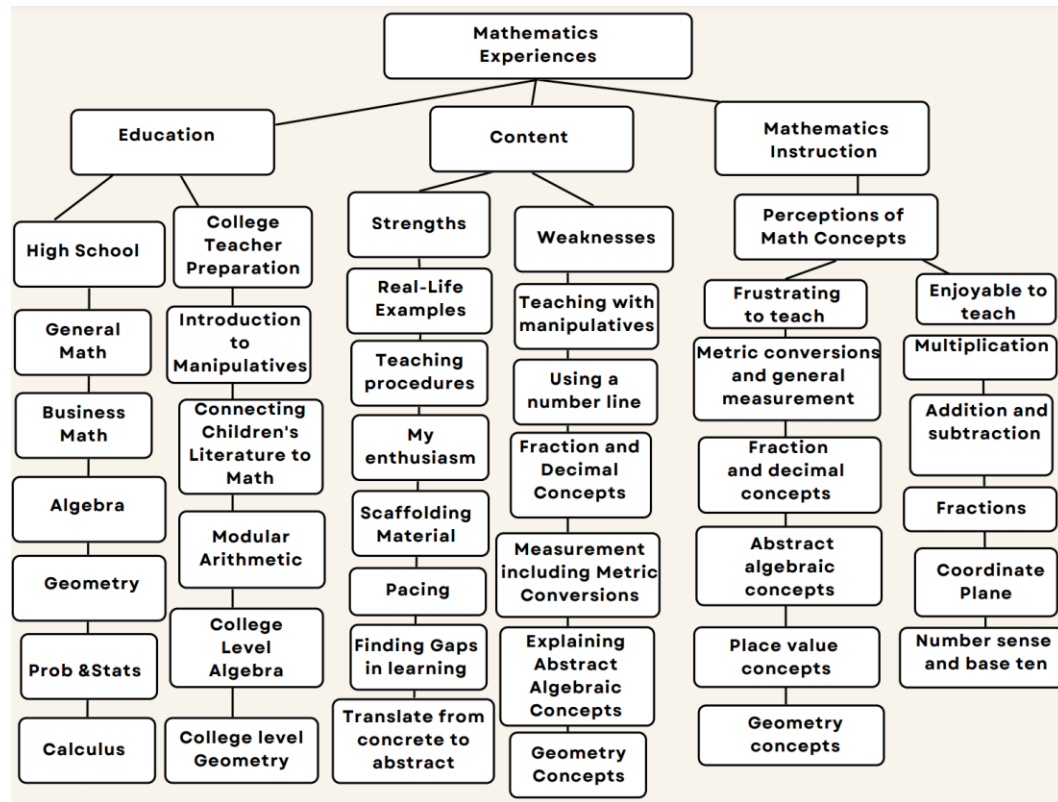 Mathematics
Experiences
Education
Content
Mathematics
Instruction
High School
General
Math
Business
Math
Algebra
Geometry
Prob &Stats
Calculus
College
Teacher
Preparation
Introduction
to
Manipulatives
Connecting
Children's
Literature to
Math
Modular
Arithmetic
College
Level
Algebra
College level
Geometry
Strengths
Real-Life
Examples
Teaching
procedures
My
enthusiasm
Scaffolding
Material
Pacing
Finding Gaps
in learning
Translate from
concrete to
abstract
Weaknesses
Teaching with
manipulatives
Using a
number line
Fraction and
Decimal
Concepts
Measurement
including Metric
Conversions
Explaining
Abstract
Algebraic
Concepts
Geometry
Concepts
Perceptions of
Math Concepts
Frustrating
to teach
Metric conversions
and general
measurement
Fraction
and decimal
concepts
Abstract
algebraic
concepts
Place value
concepts
Geometry
concepts
Enjoyable to
teach
Multiplication
Addition and
subtraction
Fractions
Coordinate
Plane
Number sense
and base ten